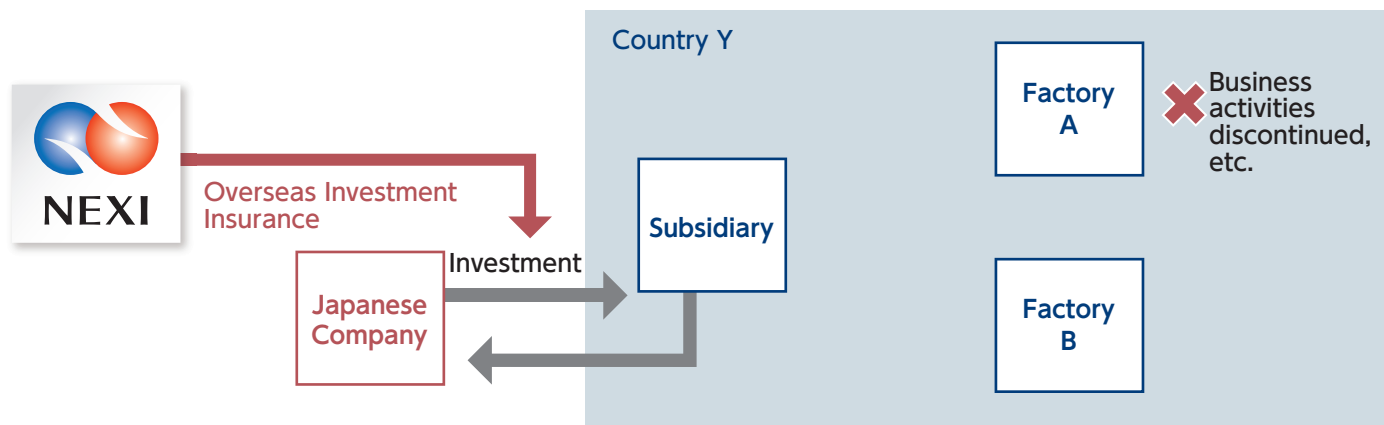 Country Y
NEXI
Overseas Investment
Insurance
Investment
Japanese
Company
Subsidiary
Factory
A
Business
activities
discontinued,
etc.
Factory
B